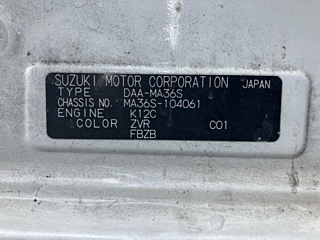 SUZUKI MOTOR CORPORATION JAPAN
TYPE DAA-MA36S
CHASSIS NO. MA36S-104061
ENGINE K12C
COLOR ZVR C01
FBZB